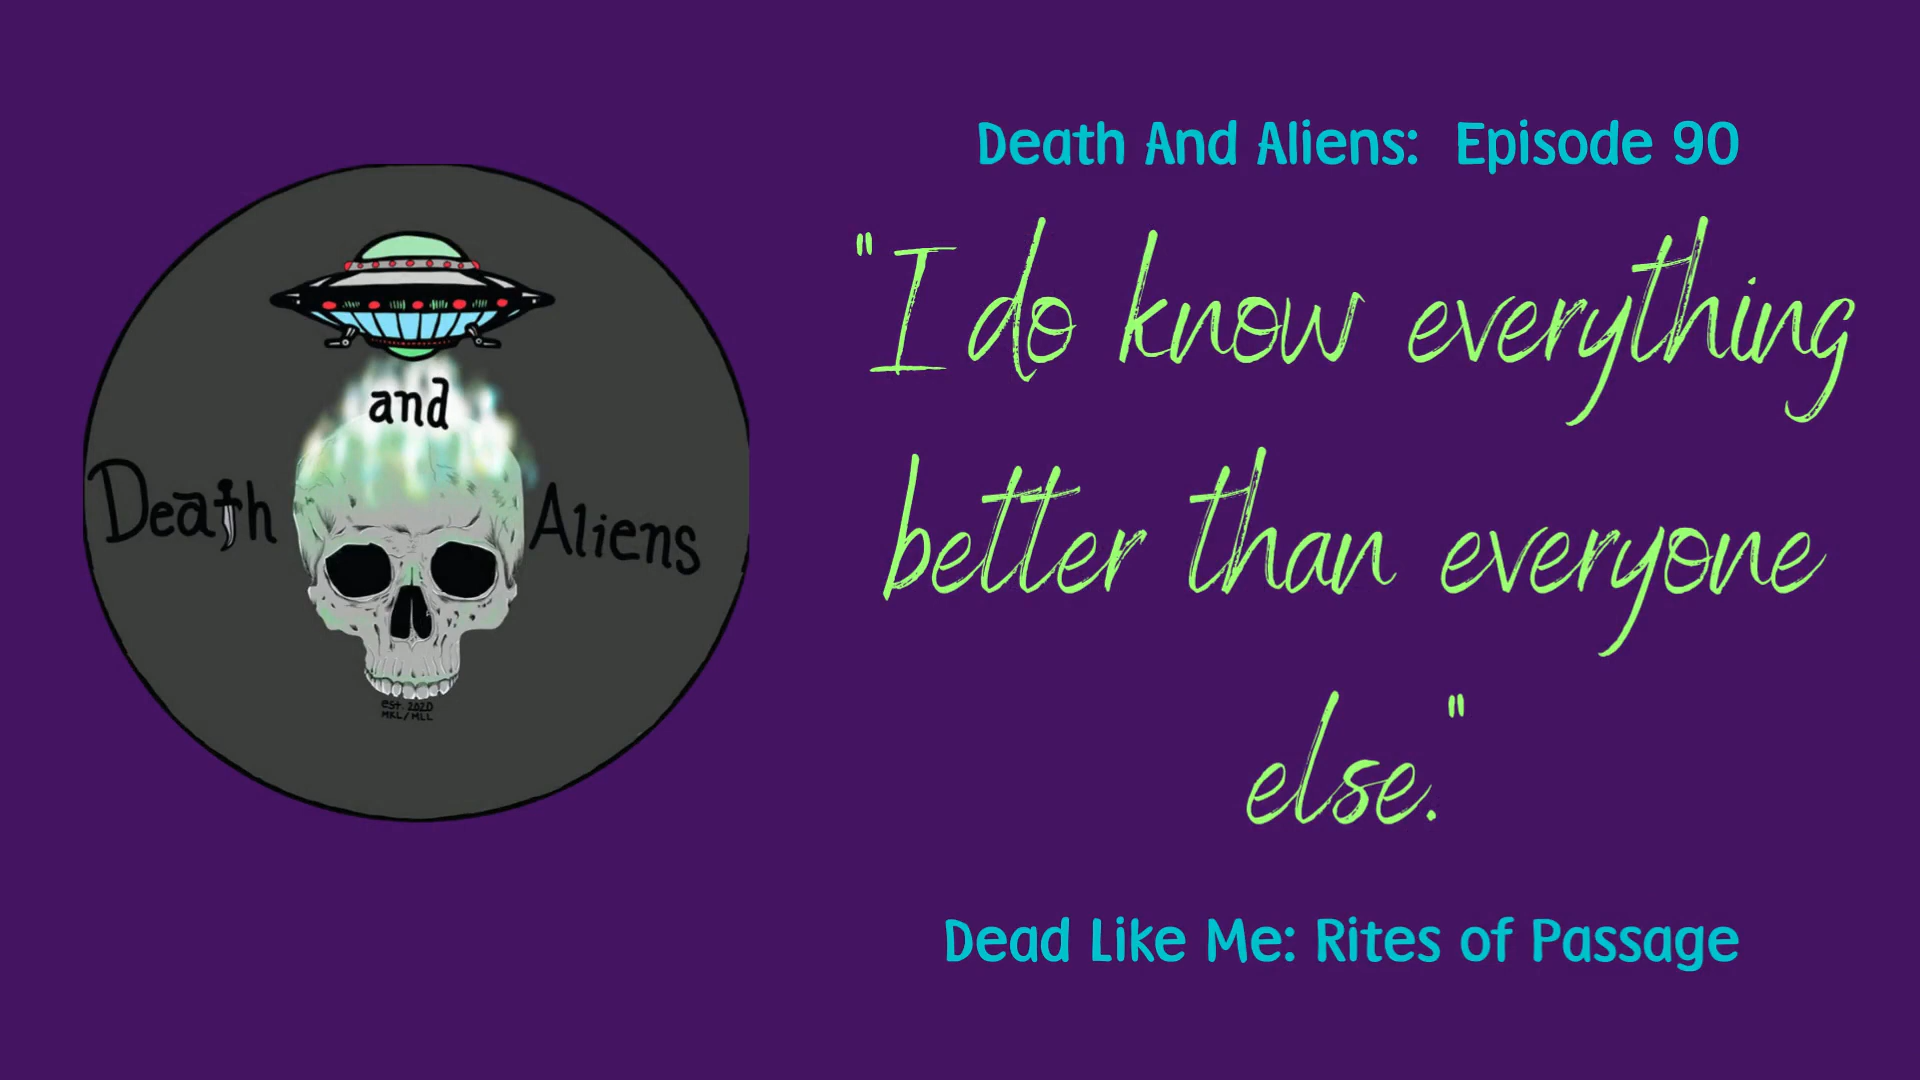 and
Death
Aliens
est. 2020
MKL/MLL
Death And Aliens: Episode 90
"I do know everything
better than everyone
else."
Dead Like Me: Rites of Passage